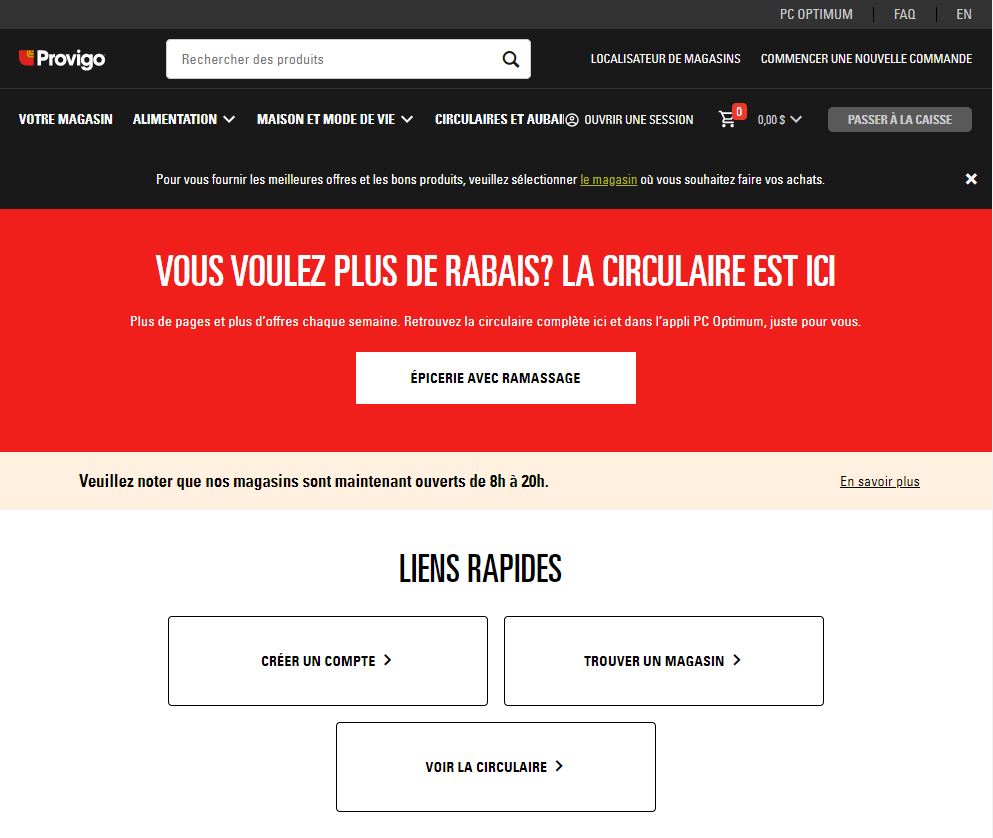 PC OPTIMUM FAQ EN
Provigo
Rechercher des produits
LOCALISATEUR DE MAGASINS COMMENCER UNE NOUVELLE COMMANDE
VOTRE MAGASIN ALIMENTATION MAISON ET MODE DE VIE CIRCULAIRES ET AUBAI OUVRIR UNE SESSION 0 0,00 $ PASSER À LA CAISSE
Pour vous fournir les meilleures offres et les bons produits, veuillez sélectionner le magasin où vous souhaitez faire vos achats.
VOUS VOULEZ PLUS DE RABAIS? LA CIRCULAIRE EST ICI
Plus de pages et plus d'offres chaque semaine. Retrouvez la circulaire complète ici et dans l'appli PC Optimum, juste pour vous.
ÉPICERIE AVEC RAMASSAGE
Veuillez noter que nos magasins sont maintenant ouverts de 8h à 20h. En savoir plus
LIENS RAPIDES
CRÉER UN COMPTE TROUVER UN MAGASIN
VOIR LA CIRCULAIRE